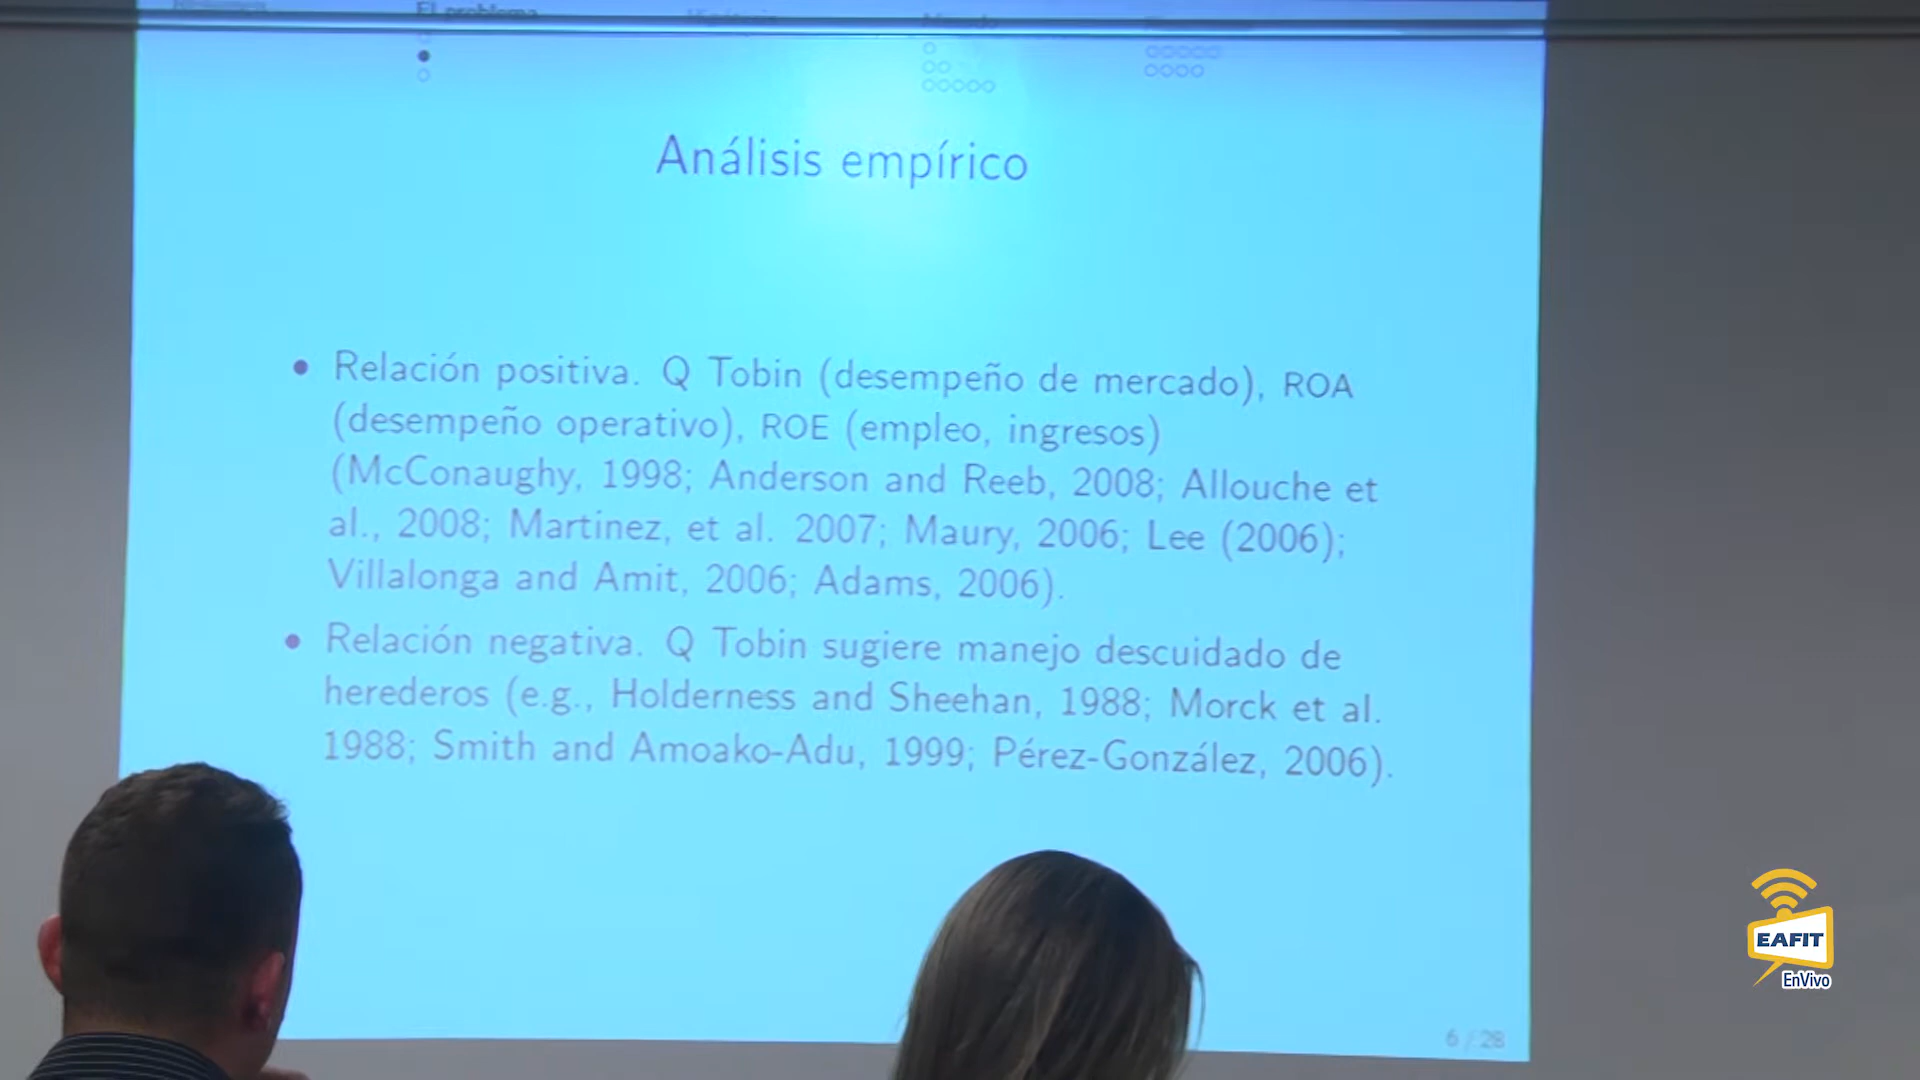 El problema
Análisis empírico
• Relación positiva. Q Tobin (desempeño de mercado), ROA
(desempeño operativo), ROE (empleo, ingresos)
(McConaughy, 1998; Anderson and Reeb, 2008; Allouche et
al., 2008; Martinez, et al. 2007; Maury, 2006; Lee (2006);
Villalonga and Amit, 2006; Adams, 2006).
• Relación negativa. Q Tobin sugiere manejo descuidado de
herederos (e.g., Holderness and Sheehan, 1988; Morck et al.
1988; Smith and Amoako-Adu, 1999; Pérez-González, 2006).
6 / 28
EAFIT
EnVivo